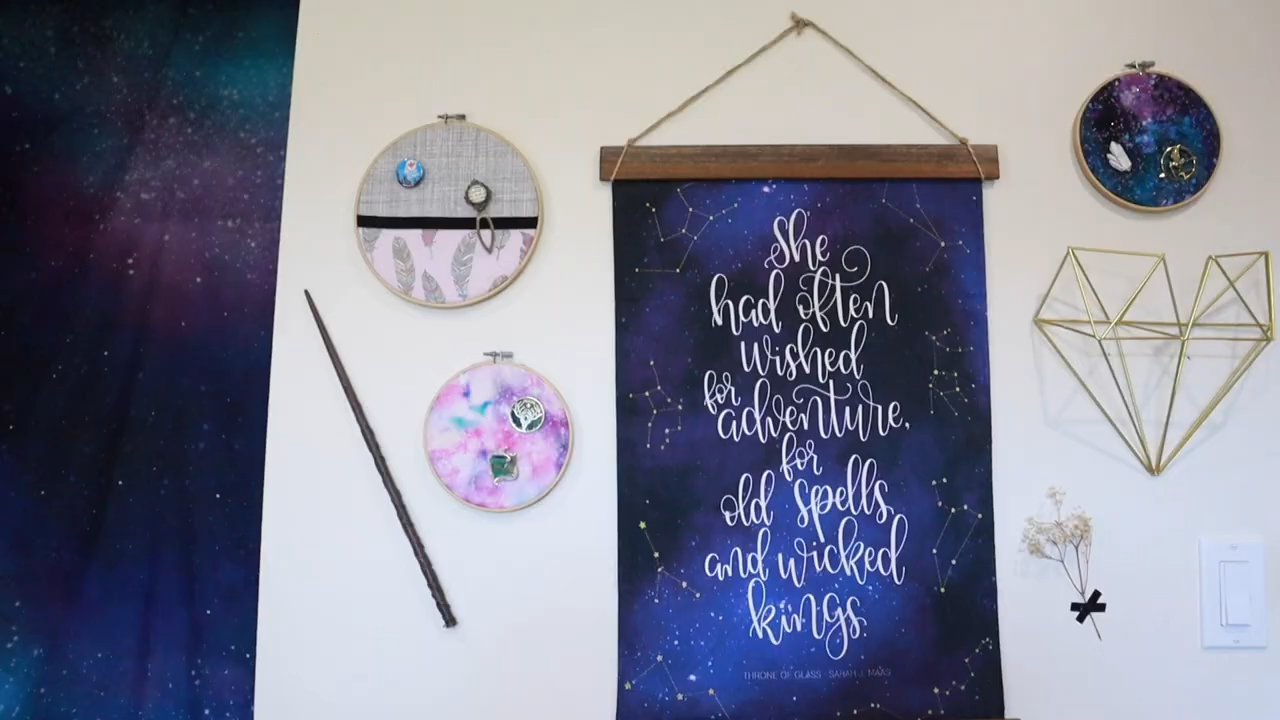 She
had often
wished
for
adventure,
for
old spells
and wicked
kings.
THRONE OF GLASS - SARAH J. MAAS